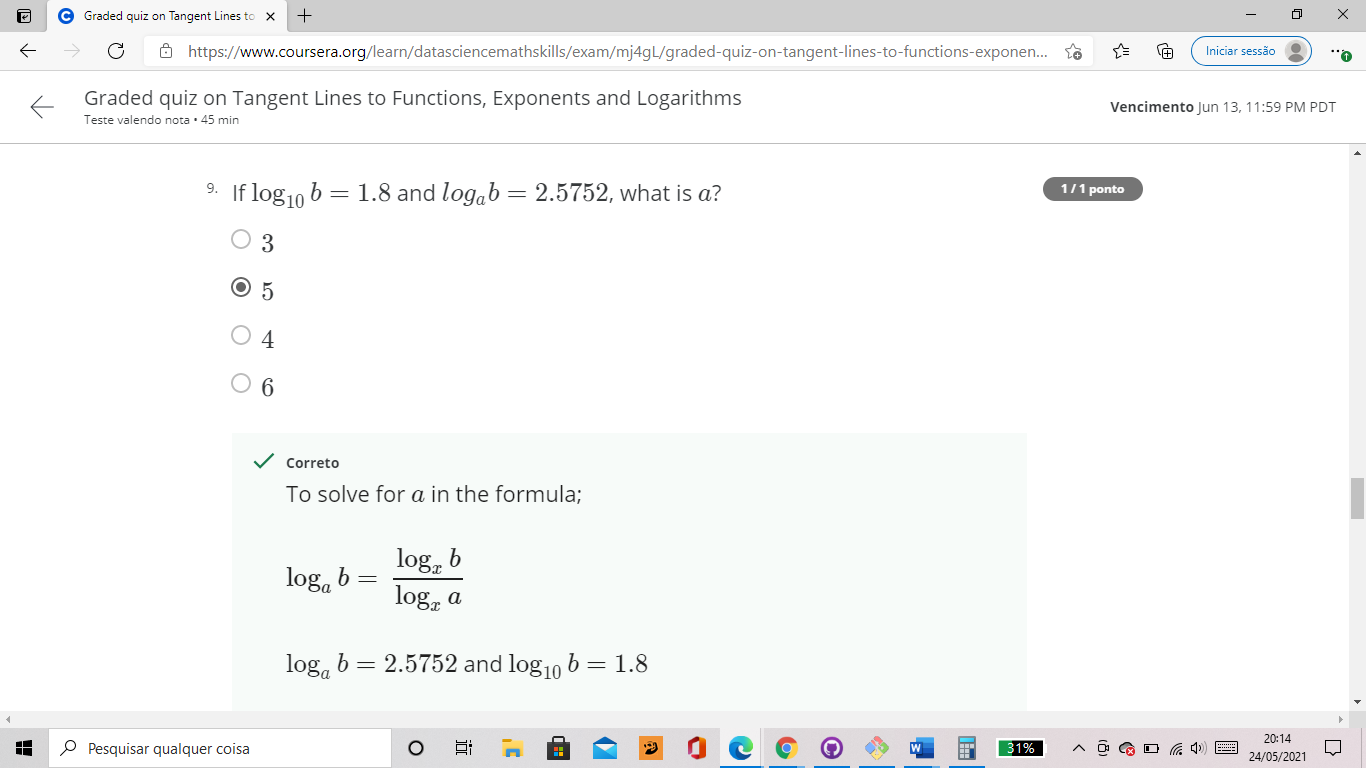 Graded quiz on Tangent Lines to
https://www.coursera.org/learn/datasciencemathskills/exam/mj4gL/graded-quiz-on-tangent-lines-to-functions-exponen...
Iniciar sessão
Graded quiz on Tangent Lines to Functions, Exponents and Logarithms
Teste valendo nota • 45 min
Vencimento Jun 13, 11:59 PM PDT
9. If log₁₀ b = 1.8 and logₐb = 2.5752, what is a?
1 / 1 ponto
3
5
4
6
Correto
To solve for a in the formula;
logₐ b = logₓ b / logₓ a
logₐ b = 2.5752 and log₁₀ b = 1.8
Pesquisar qualquer coisa
31%
20:14
24/05/2021